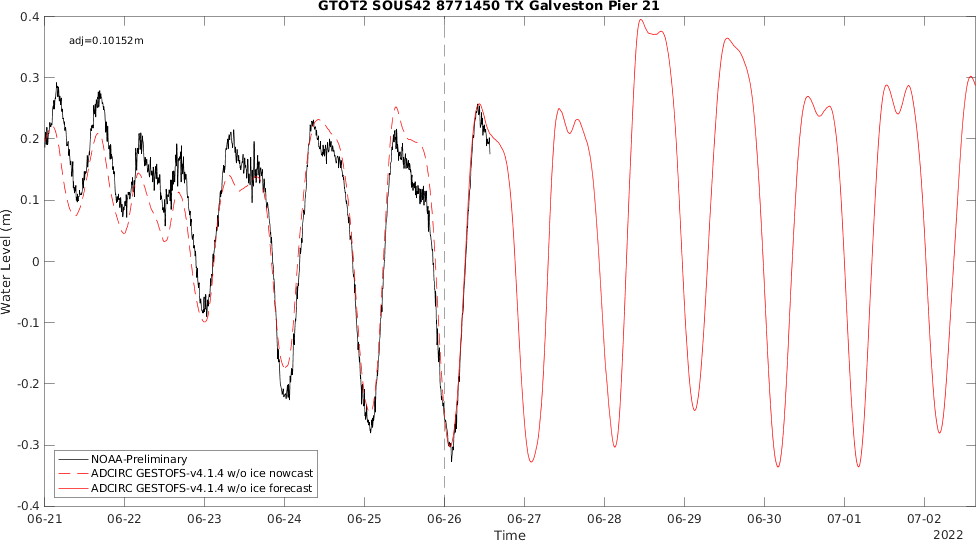 GTOT2 SOUS42 8771450 TX Galveston Pier 21
adj=0.10152m
Water Level (m)
0.4
0.3
0.2
0.1
0
-0.1
-0.2
-0.3
-0.4
NOAA-Preliminary
ADCIRC GESTOFS-v4.1.4 w/o ice nowcast
ADCIRC GESTOFS-v4.1.4 w/o ice forecast
06-21 06-22 06-23 06-24 06-25 06-26 06-27 06-28 06-29 06-30 07-01 07-02
Time
2022